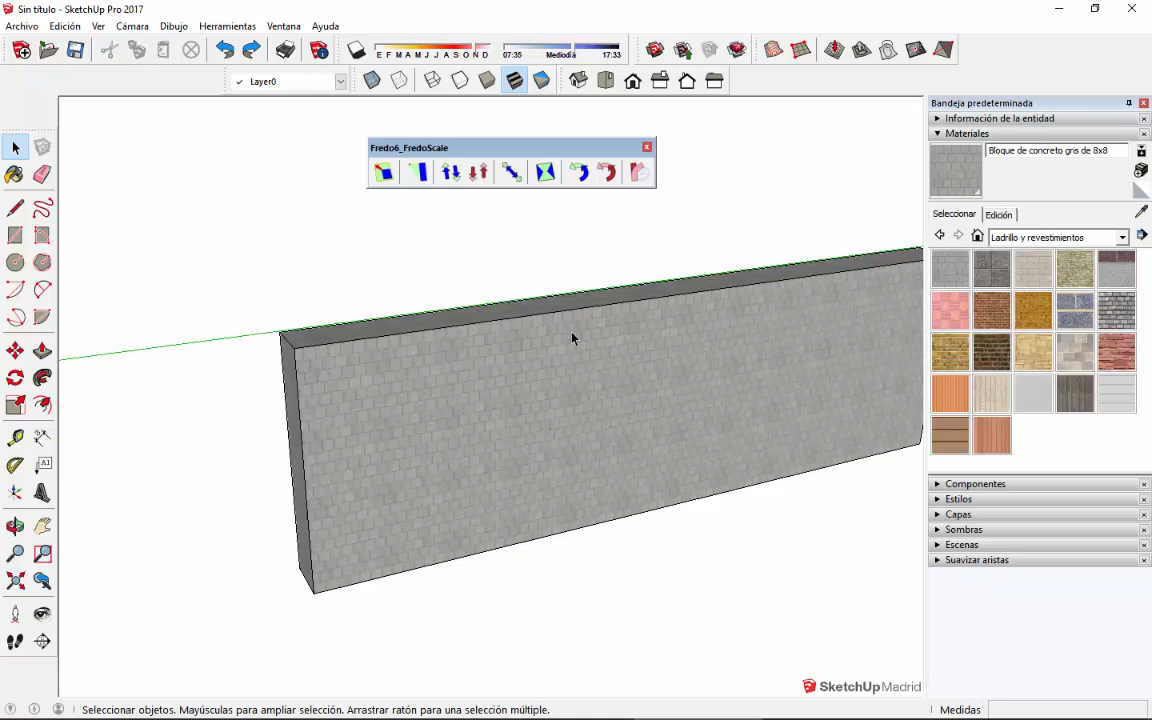 Sin título - SketchUp Pro 2017
Archivo Edición Ver Cámara Dibujo Herramientas Ventana Ayuda
E F M A M J J A S O N D
07:35 Mediodía 17:33
Layer0
Bandeja predeterminada
Información de la entidad
Materiales
Fredo6_FredoScale
Bloque de concreto gris de 8x8
Seleccionar Edición
Ladrillo y revestimientos
A1
Componentes
Estilos
Capas
Sombras
Escenas
Suavizar aristas
SketchUpMadrid
Seleccionar objetos. Mayúsculas para ampliar selección. Arrastrar ratón para una selección múltiple.
Medidas